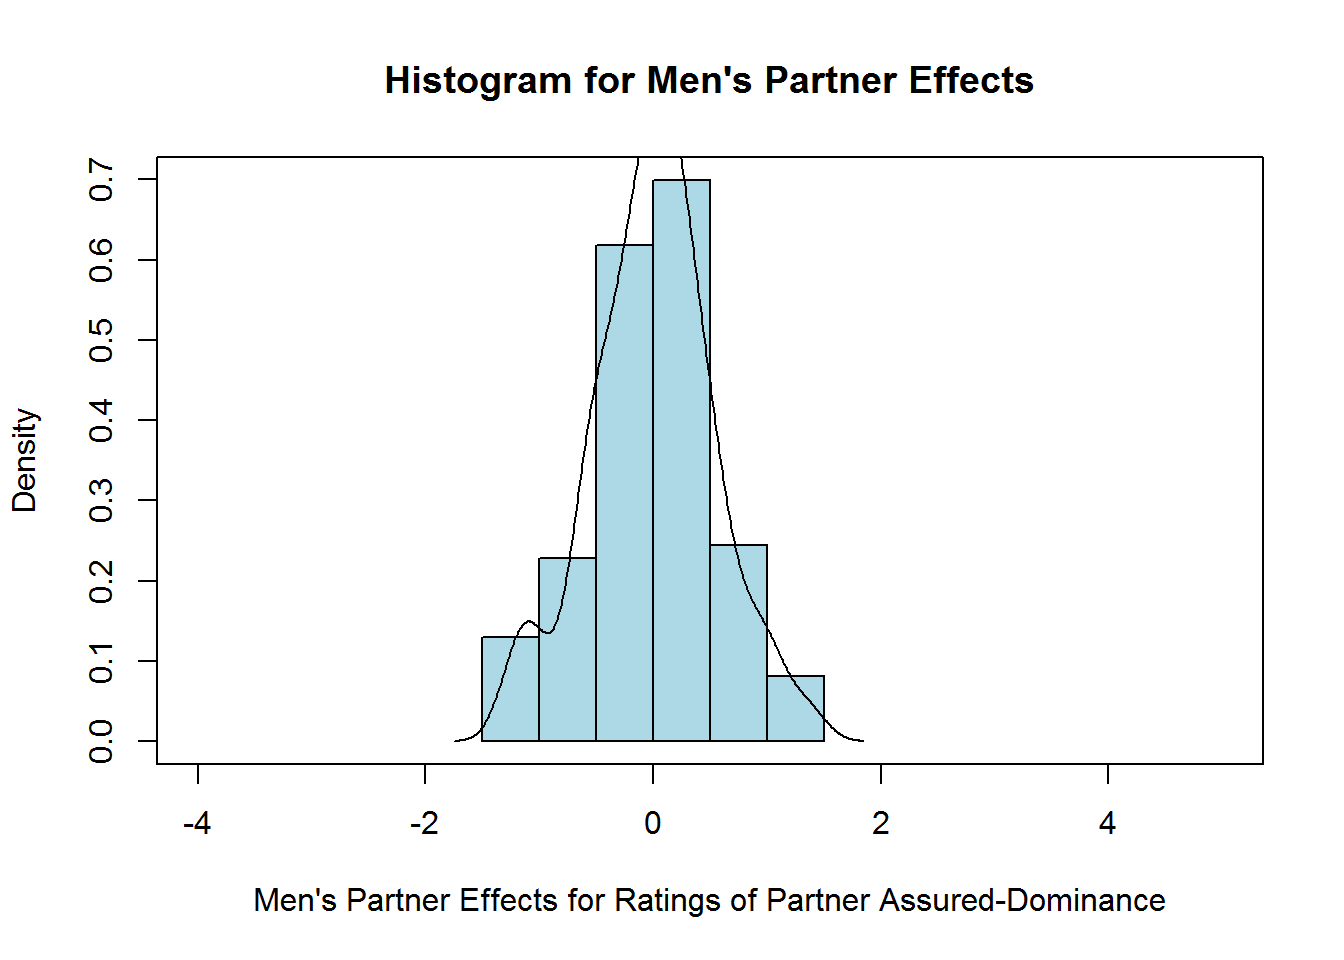 Histogram for Men's Partner Effects
Density
0.7
0.6
0.5
0.4
0.3
0.2
0.1
0.0
-4 -2 0 2 4
Men's Partner Effects for Ratings of Partner Assured-Dominance